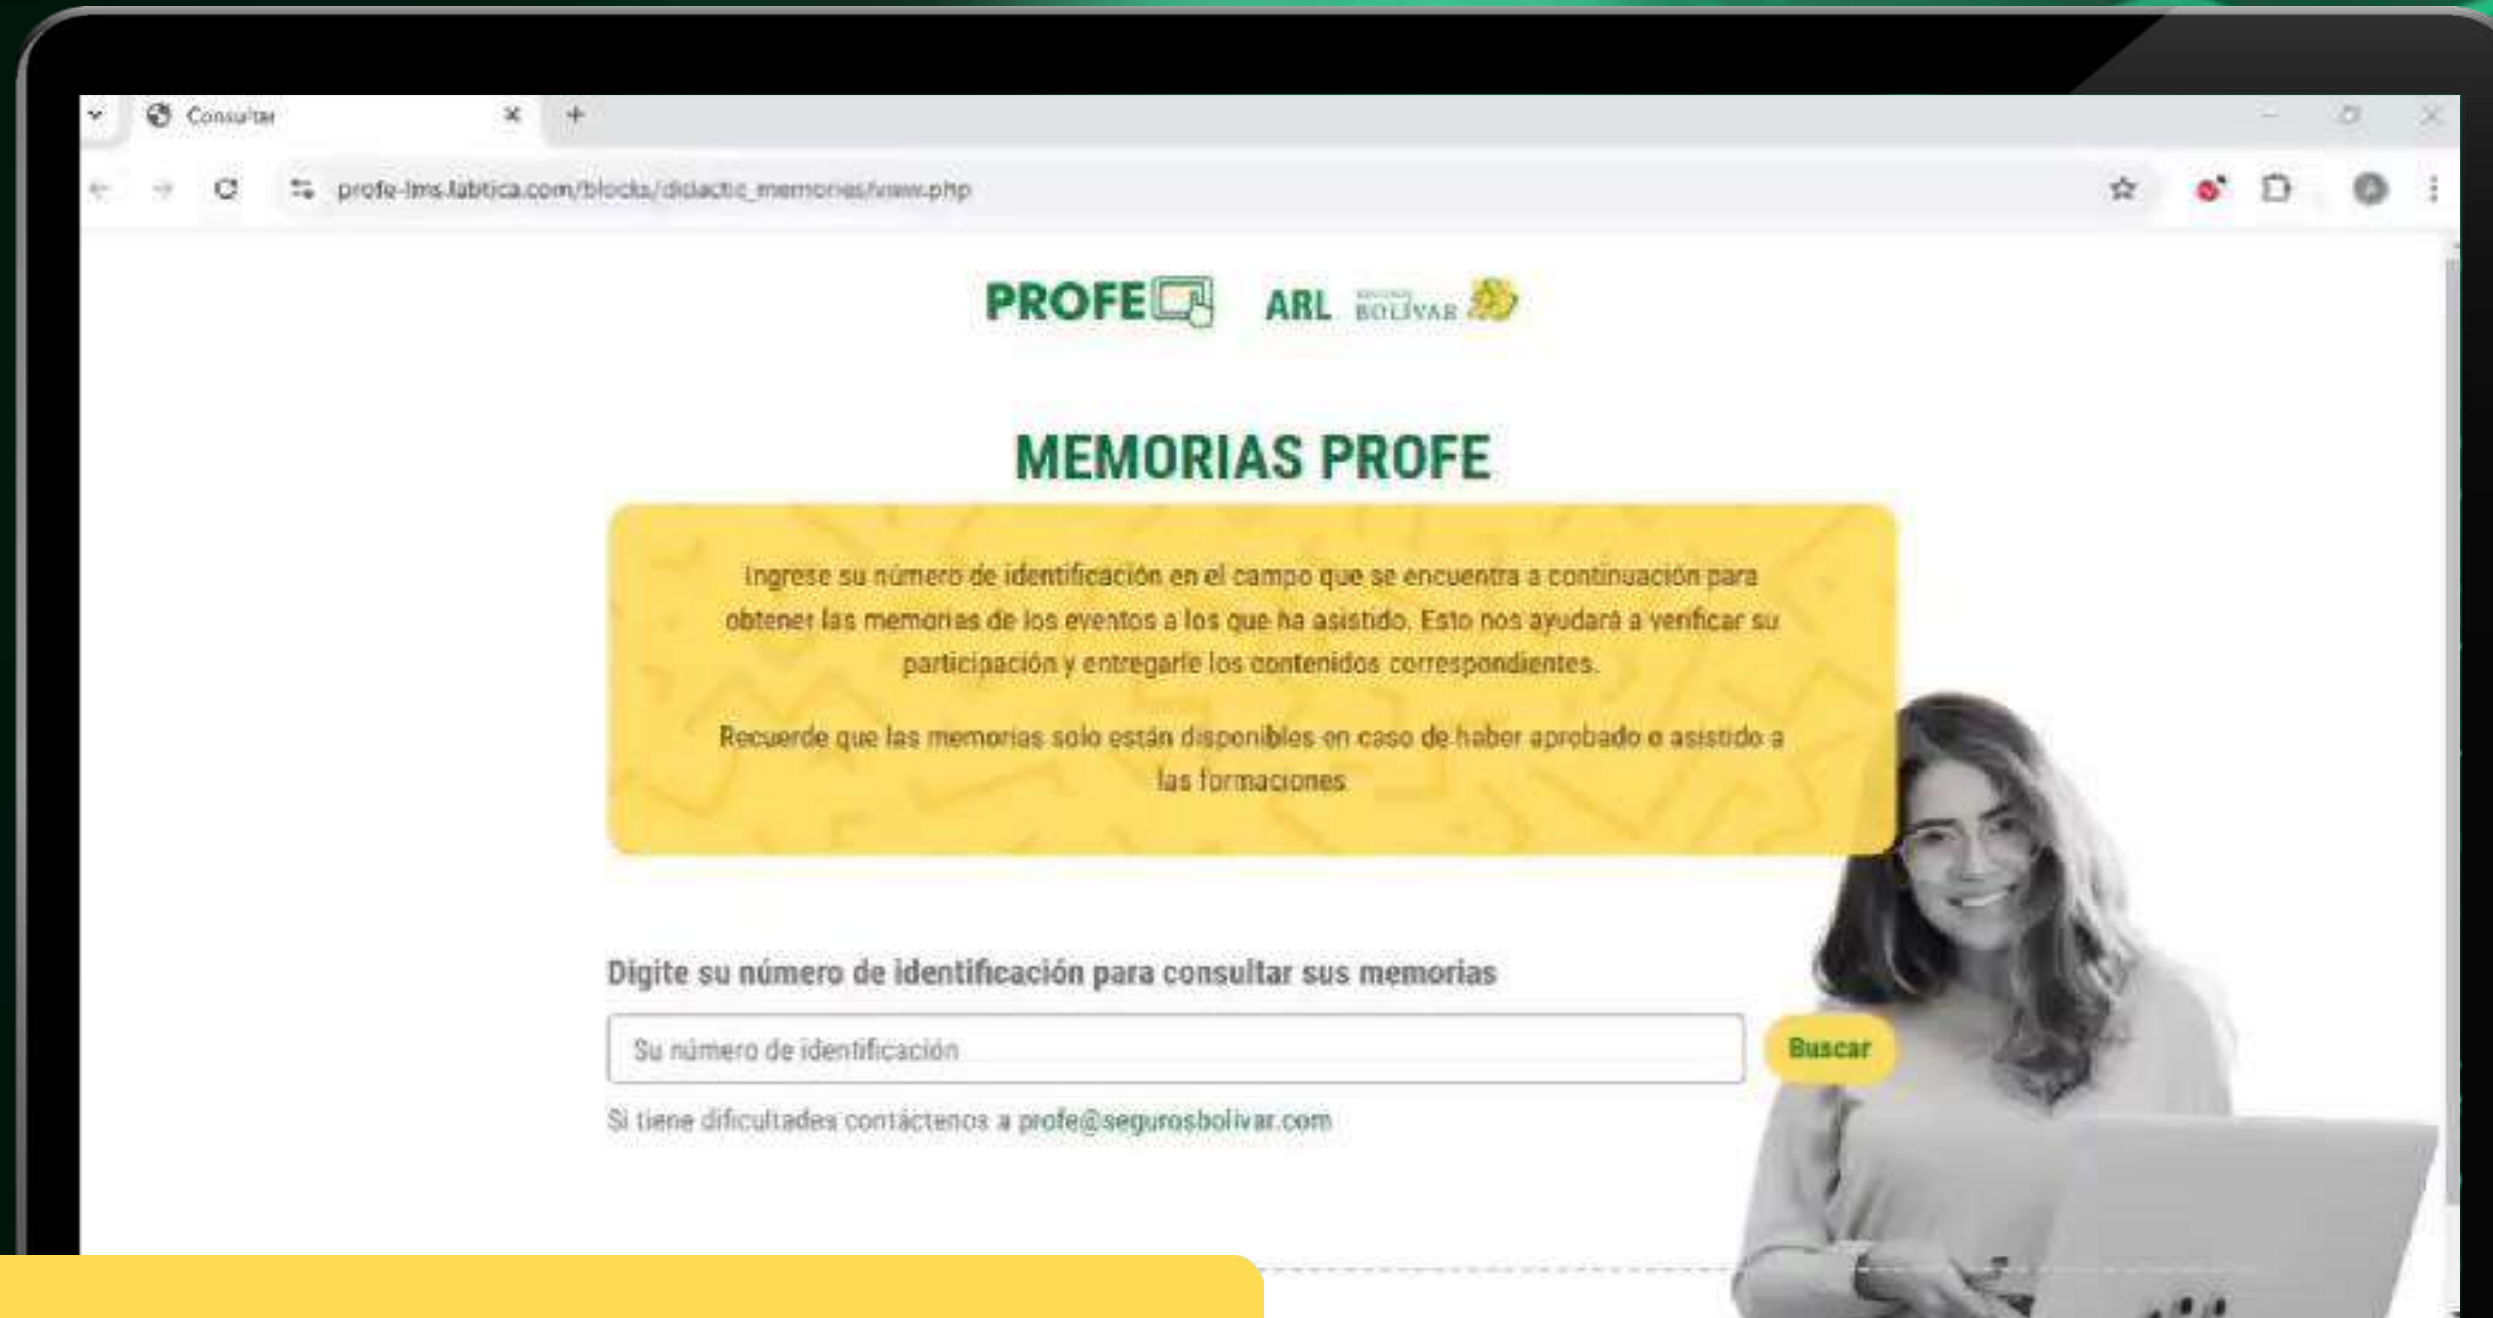 Consultar
profe-lms.labtica.com/blocks/didactic_memories/view.php
PROFE ARL SEGUROS BOLÍVAR
MEMORIAS PROFE
Ingrese su número de identificación en el campo que se encuentra a continuación para
obtener las memorias de los eventos a los que ha asistido. Esto nos ayudará a verificar su
participación y entregarle los contenidos correspondientes.
Recuerde que las memorias solo están disponibles en caso de haber aprobado o asistido a
las formaciones
Digite su número de identificación para consultar sus memorias
Su número de identificación
Buscar
Si tiene dificultades contáctenos a profe@segurosbolivar.com